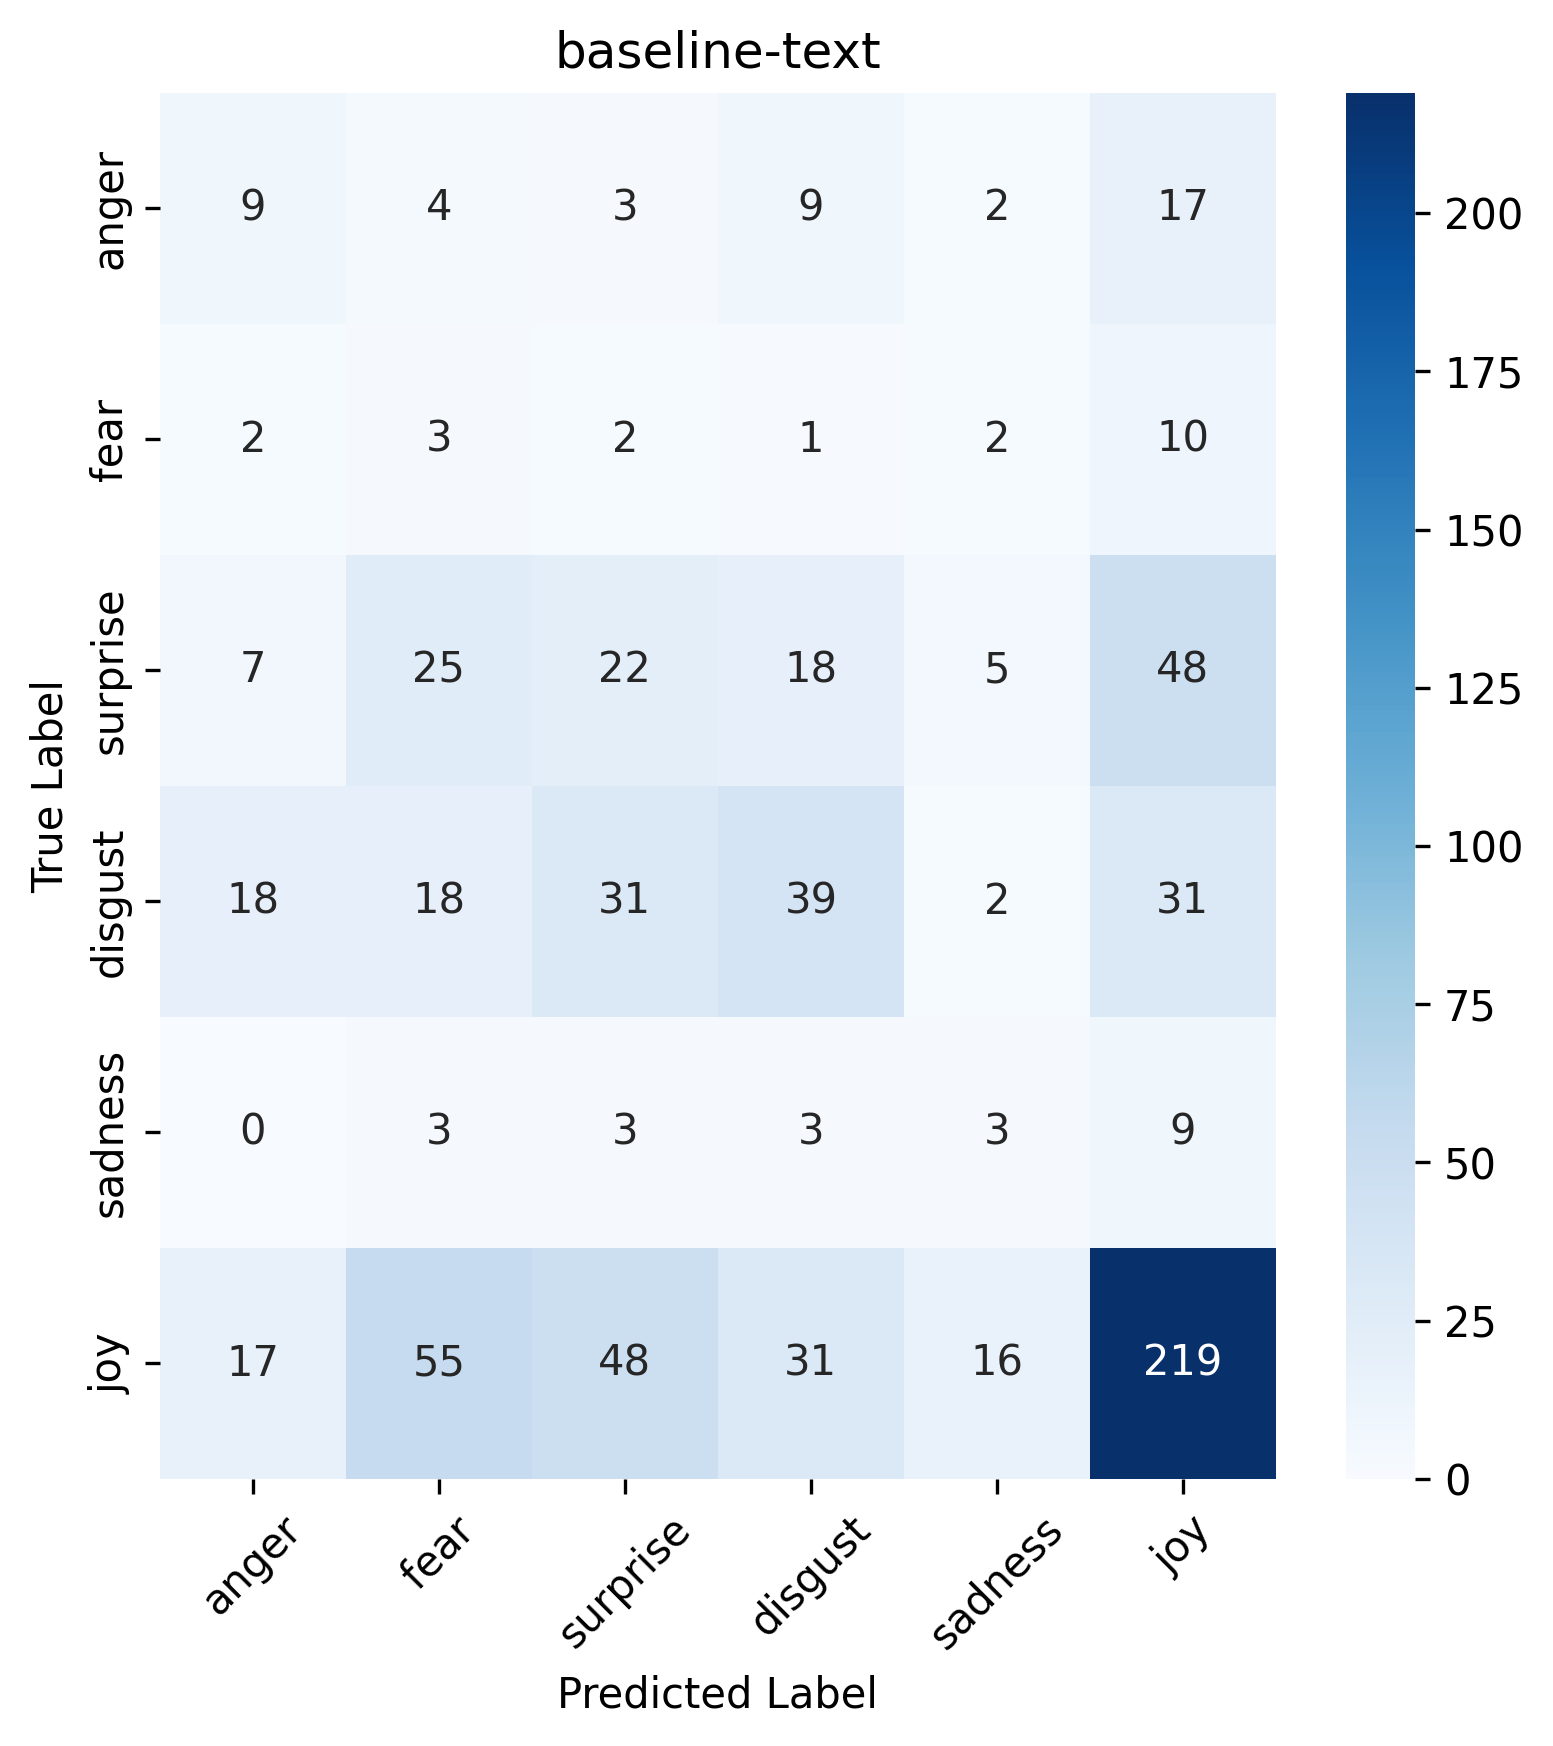 baseline-text
True Label
anger 9 4 3 9 2 17
fear 2 3 2 1 2 10
surprise 7 25 22 18 5 48
disgust 18 18 31 39 2 31
sadness 0 3 3 3 3 9
joy 17 55 48 31 16 219
anger fear surprise disgust sadness joy
Predicted Label
200
175
150
125
100
75
50
25
0